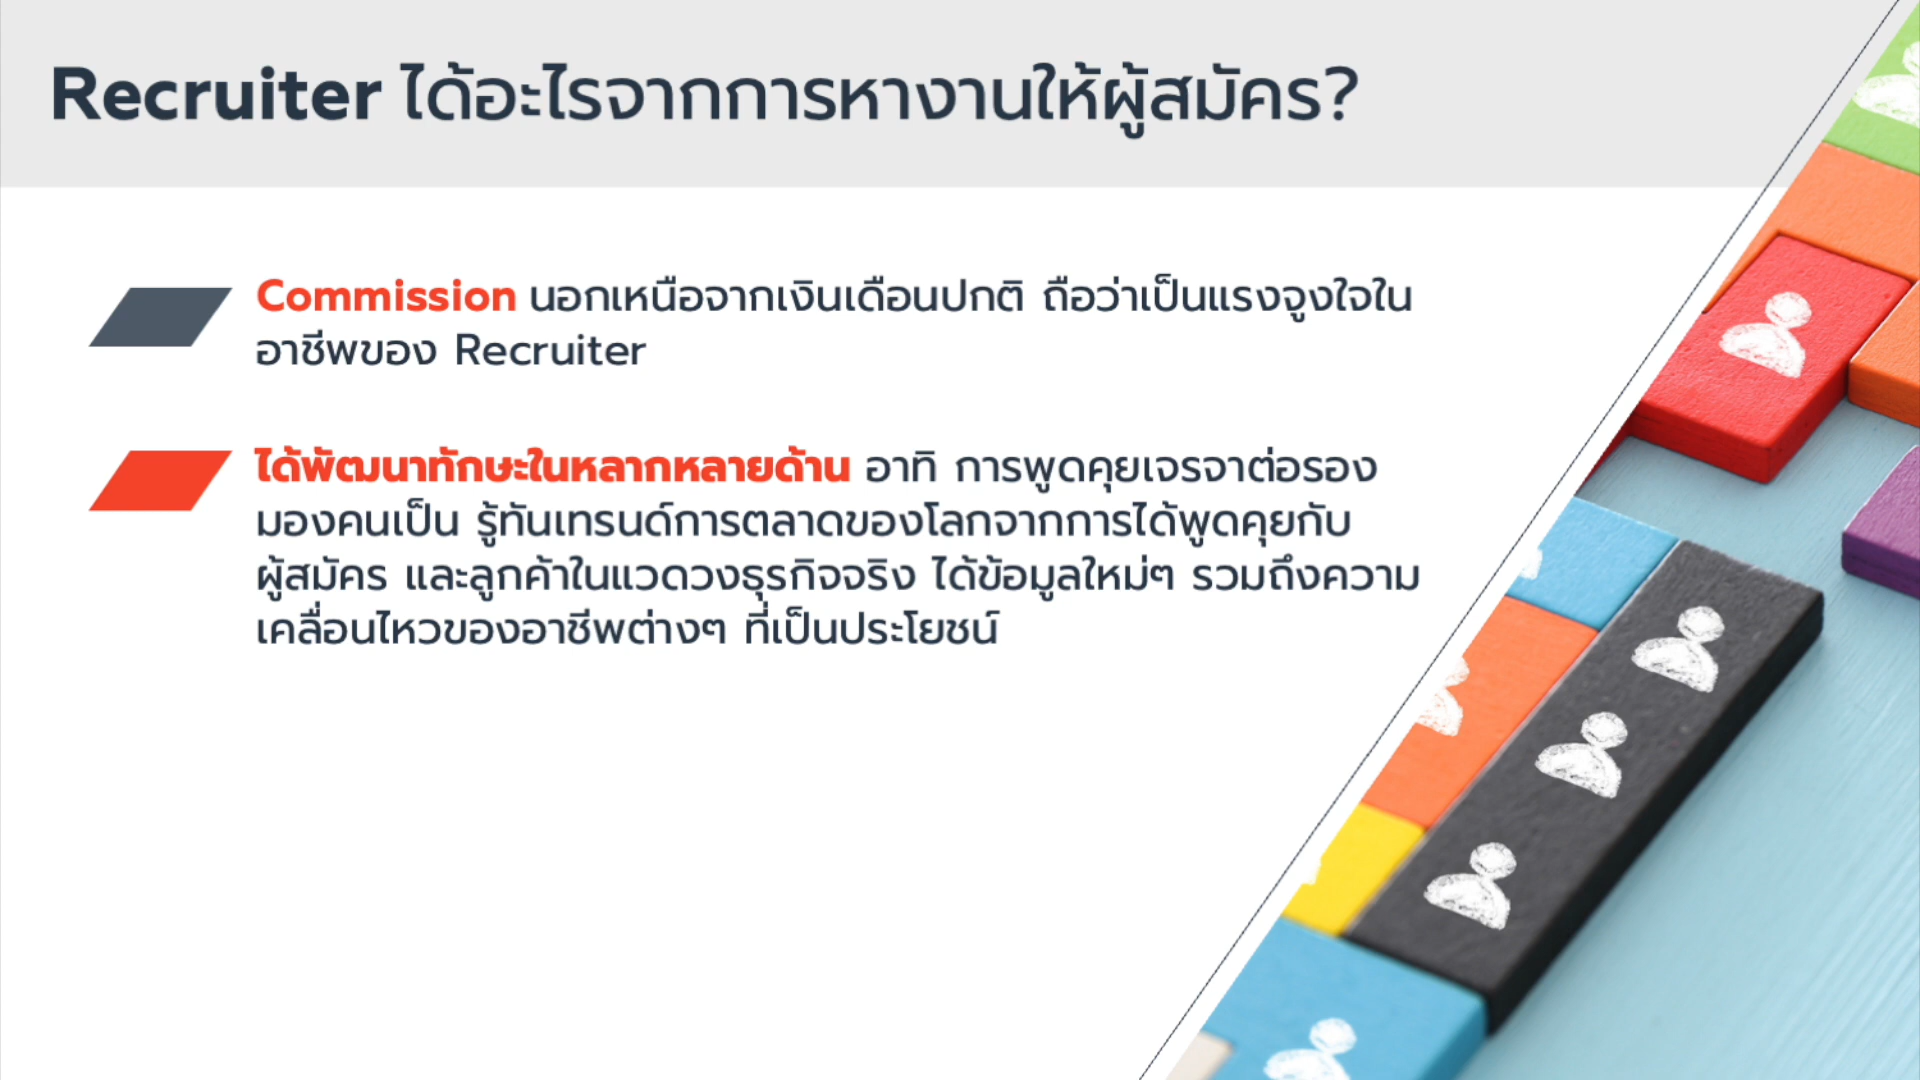 Recruiter ได้อะไรจากการหางานให้ผู้สมัคร?
Commission นอกเหนือจากเงินเดือนปกติ ถือว่าเป็นแรงจูงใจใน
อาชีพของ Recruiter
ได้พัฒนาทักษะในหลากหลายด้าน อาทิ การพูดคุยเจรจาต่อรอง
มองคนเป็น รู้ทันเทรนด์การตลาดของโลกจากการได้พูดคุยกับ
ผู้สมัคร และลูกค้าในแวดวงธุรกิจจริง ได้ข้อมูลใหม่ๆ รวมถึงความ
เคลื่อนไหวของอาชีพต่างๆ ที่เป็นประโยชน์